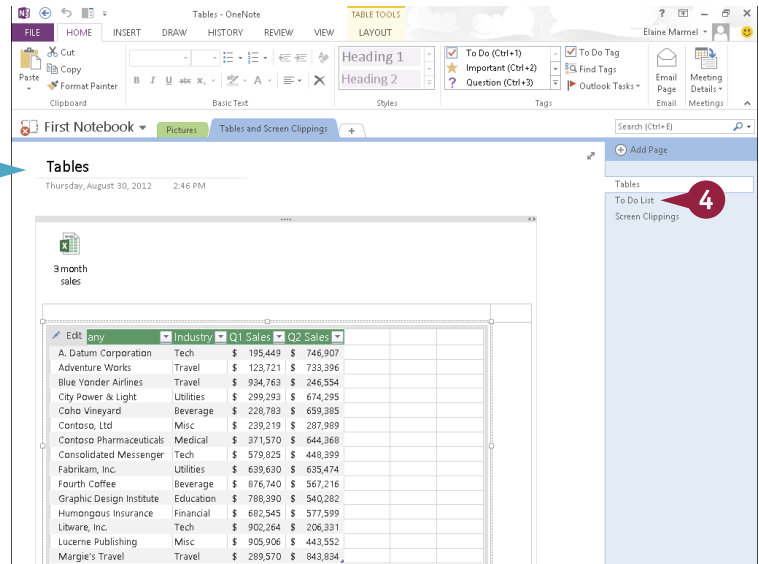 Tables - OneNote
TABLE TOOLS
FILE HOME INSERT DRAW HISTORY REVIEW VIEW LAYOUT
Elaine Marmel
Paste
Cut
Copy
Format Painter
Clipboard
B I U abc x₂ A
Basic Text
Heading 1
Heading 2
Styles
To Do (Ctrl+1)
Important (Ctrl+2)
? Question (Ctrl+3)
To Do Tag
Find Tags
Outlook Tasks
Tags
Email Page
Email
Meeting Details
Meetings
First Notebook
Pictures
Tables and Screen Clippings
+
Search (Ctrl+E)
Add Page
Tables
To Do List
Screen Clippings
4
Tables
Thursday, August 30, 2012 2:46 PM
3 month
sales
Edit any Industry Q1 Sales Q2 Sales
A. Datum Corporation Tech $ 195,449 $ 746,907
Adventure Works Travel $ 123,721 $ 733,396
Blue Yonder Airlines Travel $ 934,763 $ 246,554
City Power & Light Utilities $ 299,293 $ 674,295
Coho Vineyard Beverage $ 228,783 $ 659,385
Contoso, Ltd Misc $ 239,219 $ 287,989
Contoso Pharmaceuticals Medical $ 371,570 $ 644,368
Consolidated Messenger Tech $ 579,825 $ 448,399
Fabrikam, Inc. Utilities $ 639,630 $ 635,474
Fourth Coffee Beverage $ 876,740 $ 567,216
Graphic Design Institute Education $ 788,390 $ 540,282
Humongous Insurance Financial $ 682,545 $ 577,599
Litware, Inc. Tech $ 902,264 $ 206,331
Lucerne Publishing Misc $ 905,906 $ 443,552
Margie's Travel Travel $ 289,570 $ 843,834